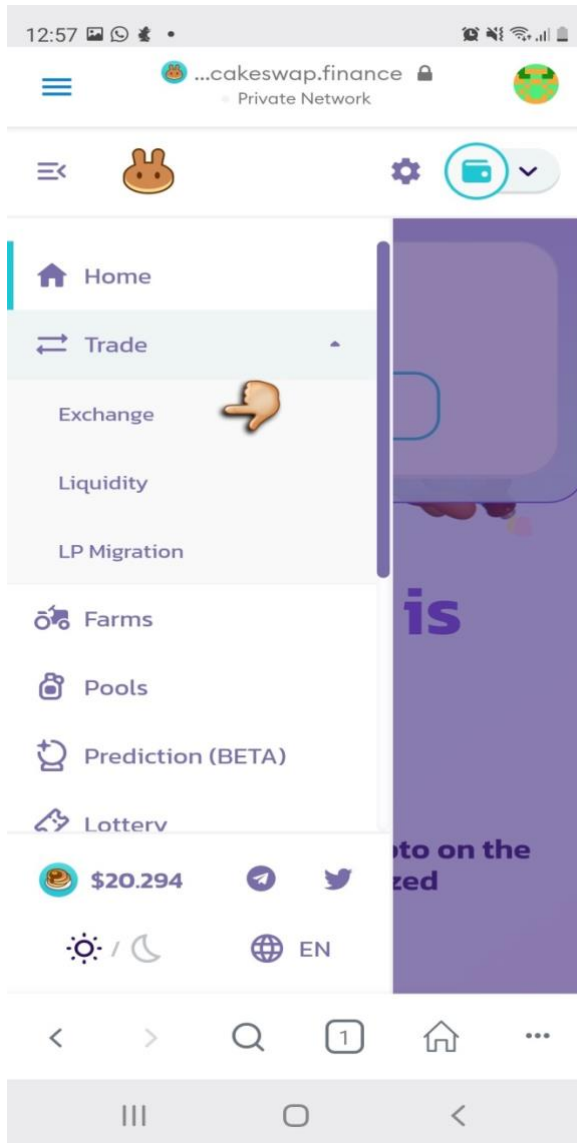 12:57
...cakeswap.finance
Private Network
Home
Trade
Exchange
Liquidity
LP Migration
is
Farms
Pools
Prediction (BETA)
Lottery
to on the
$20.294
zed
EN
1